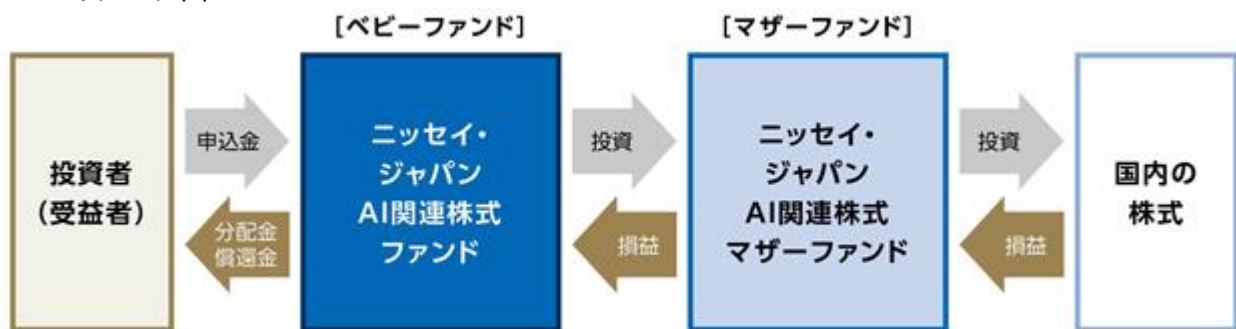 [ベビーファンド]
[マザーファンド]
投資者
（受益者）
申込金
分配金
償還金
ニッセイ・
ジャパン
AI関連株式
ファンド
投資
損益
ニッセイ・
ジャパン
AI関連株式
マザーファンド
投資
損益
国内の
株式